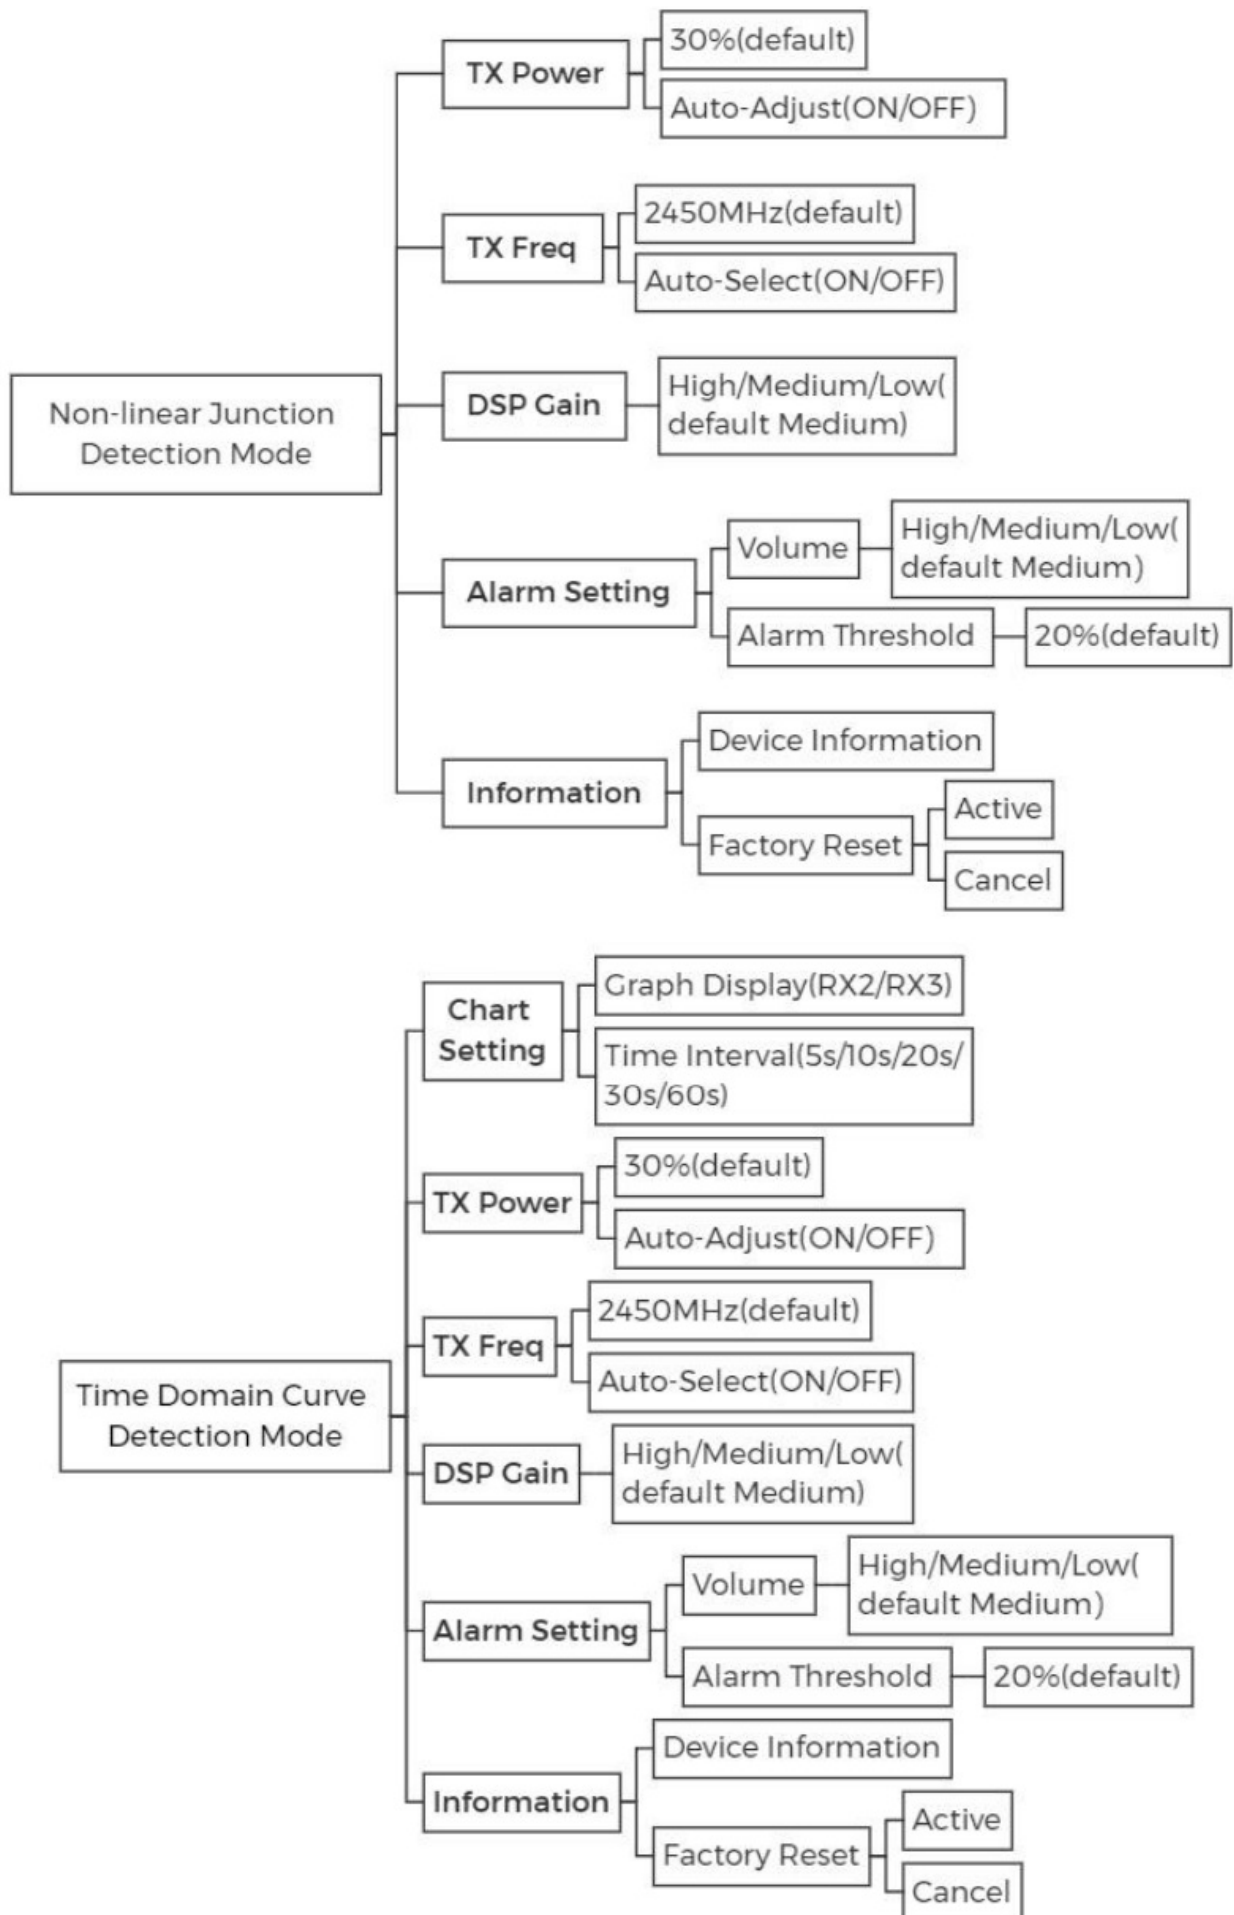 30%(default)
TX Power
Auto-Adjust(ON/OFF)
2450MHz(default)
TX Freq
Auto-Select(ON/OFF)
Non-linear Junction
Detection Mode
DSP Gain
High/Medium/Low(
default Medium)
Alarm Setting
Volume
High/Medium/Low(
default Medium)
Alarm Threshold
20%(default)
Information
Device Information
Factory Reset
Active
Cancel
Chart
Setting
Graph Display(RX2/RX3)
Time Interval(5s/10s/20s/
30s/60s)
TX Power
30%(default)
Auto-Adjust(ON/OFF)
TX Freq
2450MHz(default)
Auto-Select(ON/OFF)
Time Domain Curve
Detection Mode
DSP Gain
High/Medium/Low(
default Medium)
Alarm Setting
Volume
High/Medium/Low(
default Medium)
Alarm Threshold
20%(default)
Information
Device Information
Factory Reset
Active
Cancel